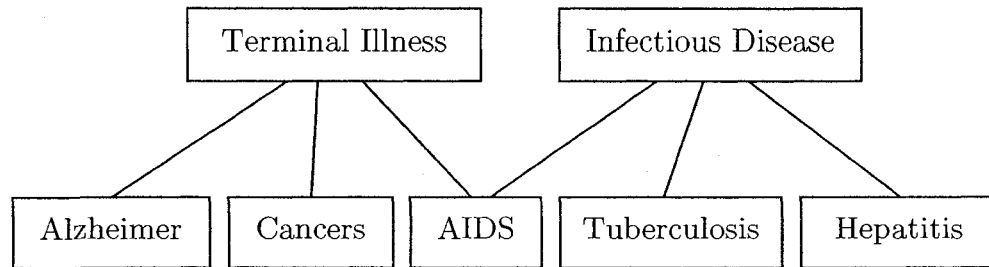 Terminal Illness
Infectious Disease
Alzheimer
Cancers
AIDS
Tuberculosis
Hepatitis